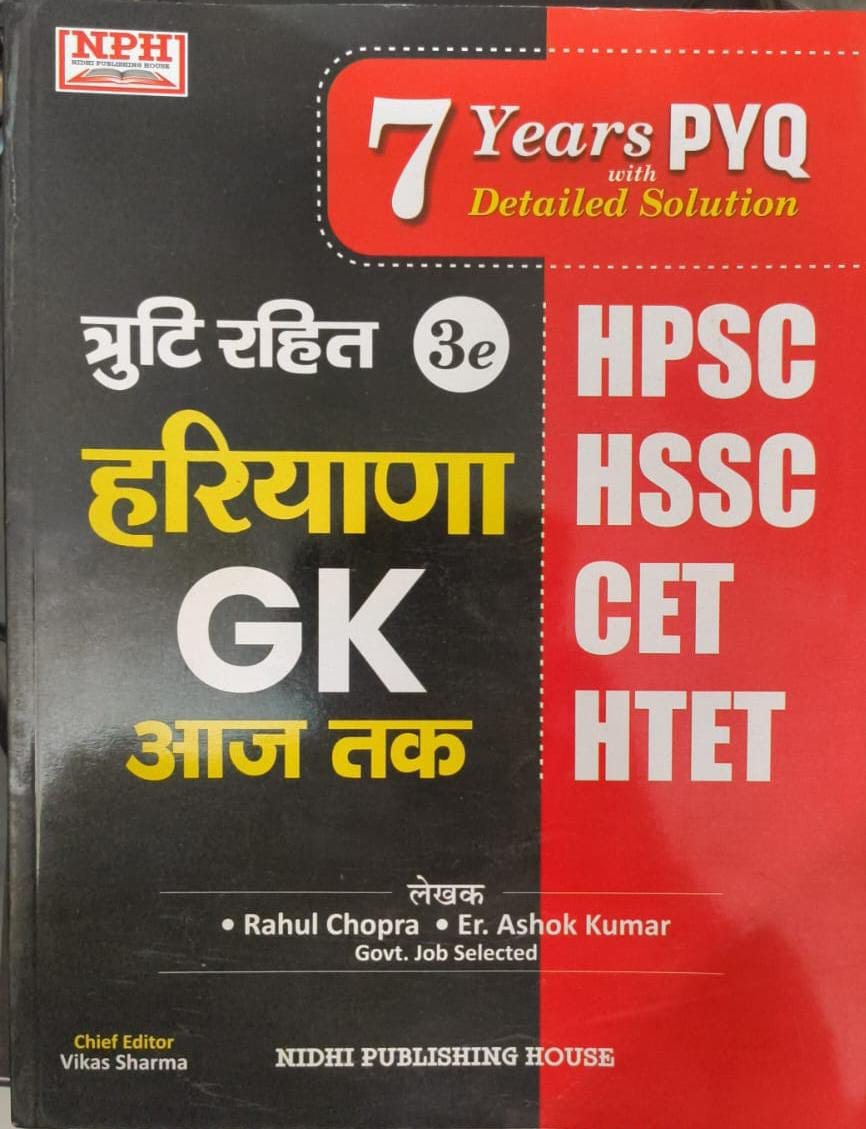 NPH
NIDHI PUBLISHING HOUSE
7 Years PYQ
with
Detailed Solution
त्रुटि रहित 3e
हरियाणा
GK
आज तक
HPSC
HSSC
CET
HTET
लेखक
• Rahul Chopra • Er. Ashok Kumar
Govt. Job Selected
Chief Editor
Vikas Sharma
NIDHI PUBLISHING HOUSE